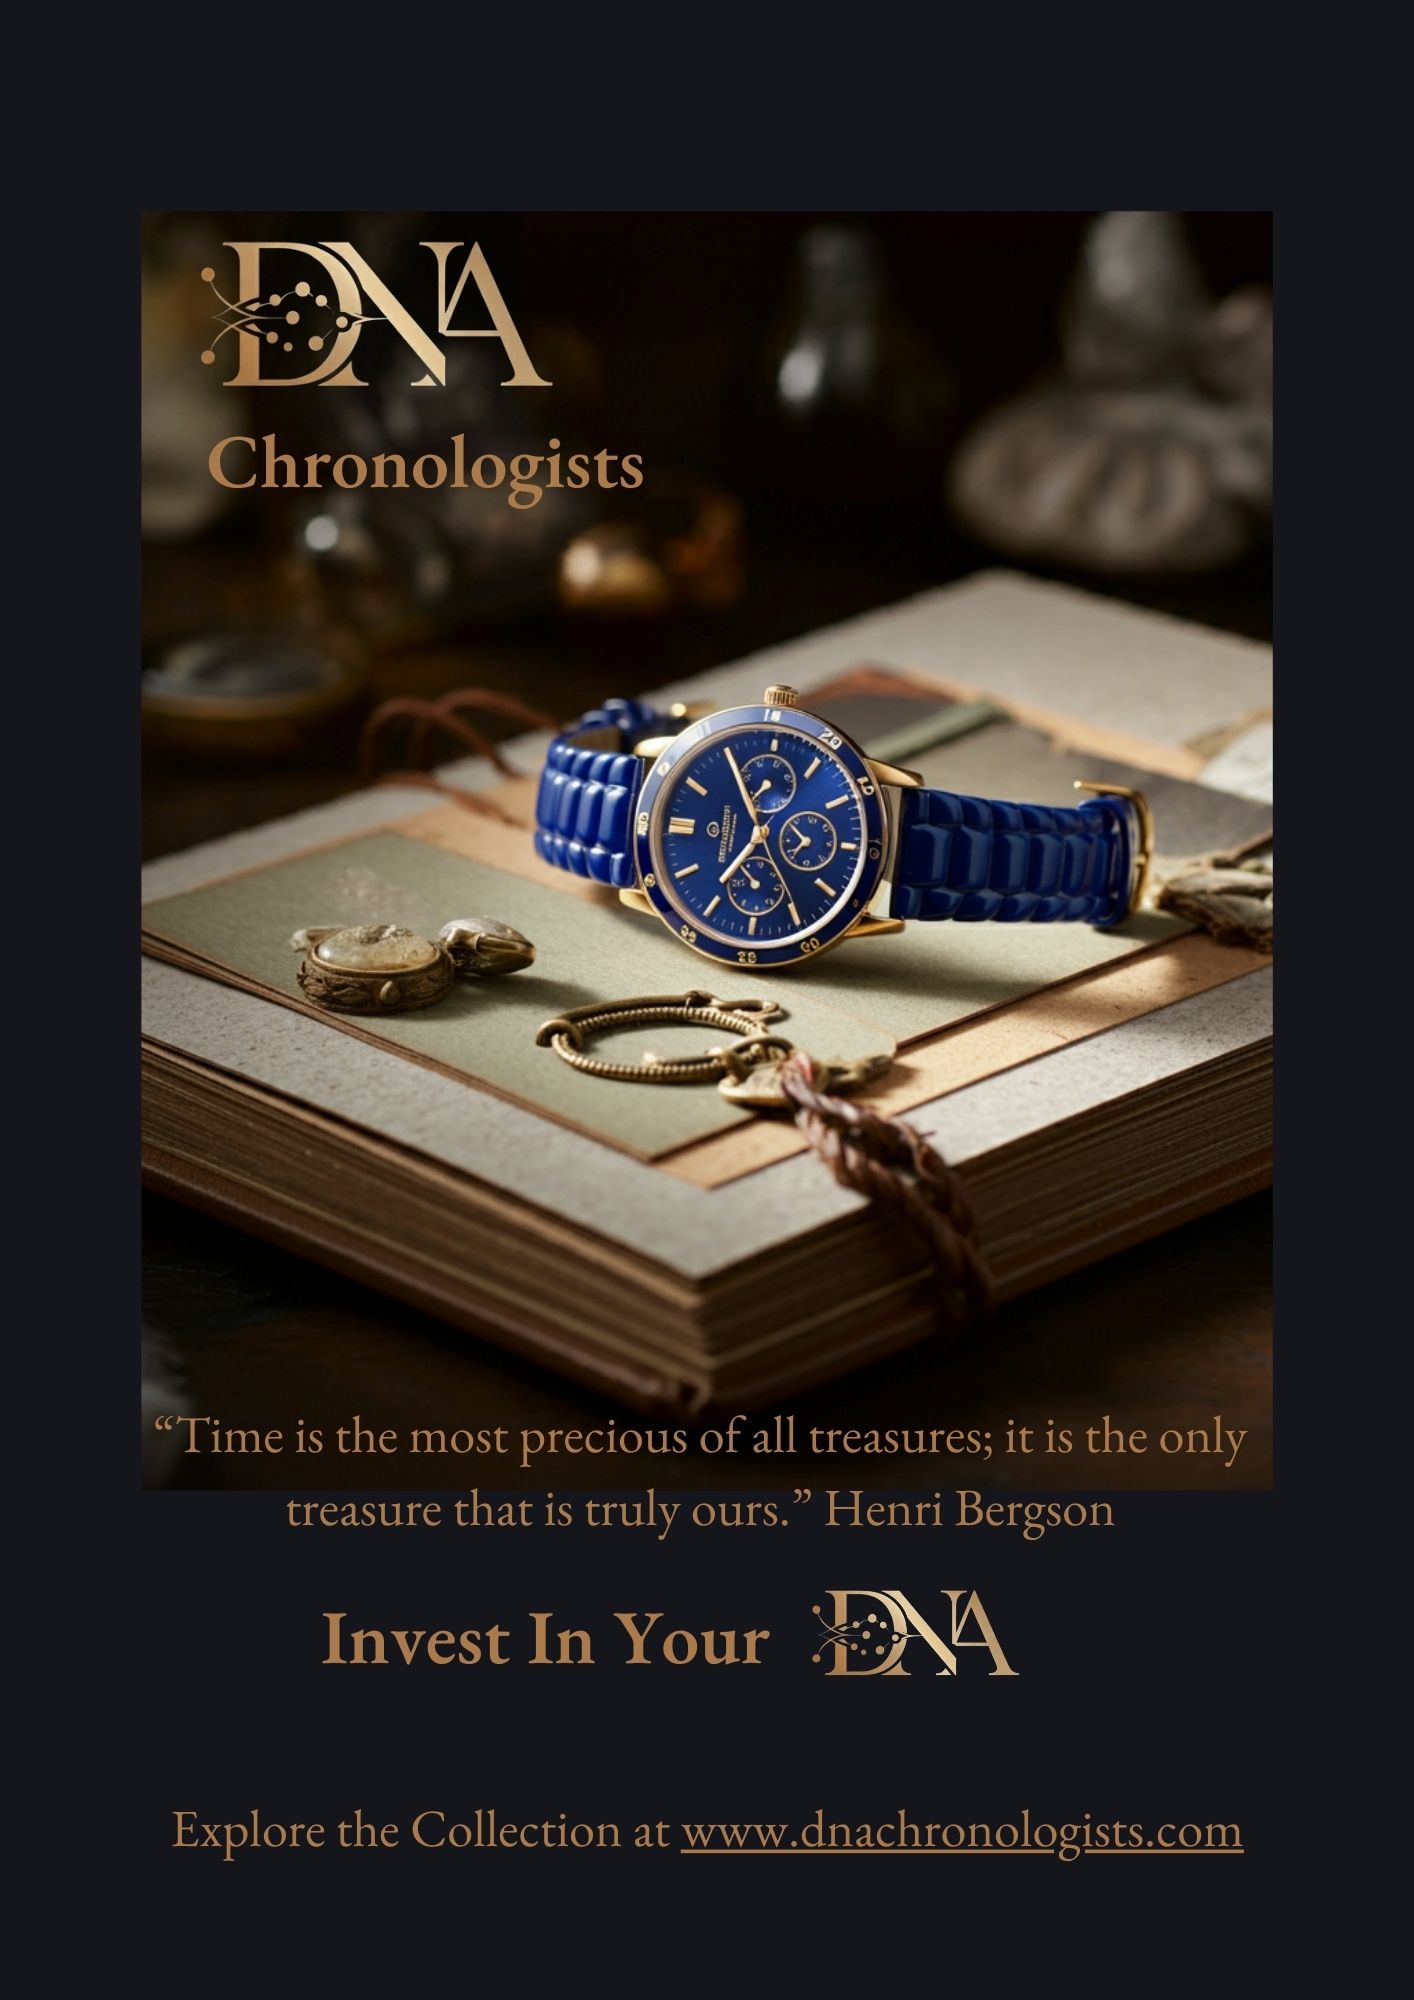 DNA
Chronologists
“Time is the most precious of all treasures; it is the only
treasure that is truly ours.” Henri Bergson
Invest In Your DNA
Explore the Collection at www.dnachronologists.com